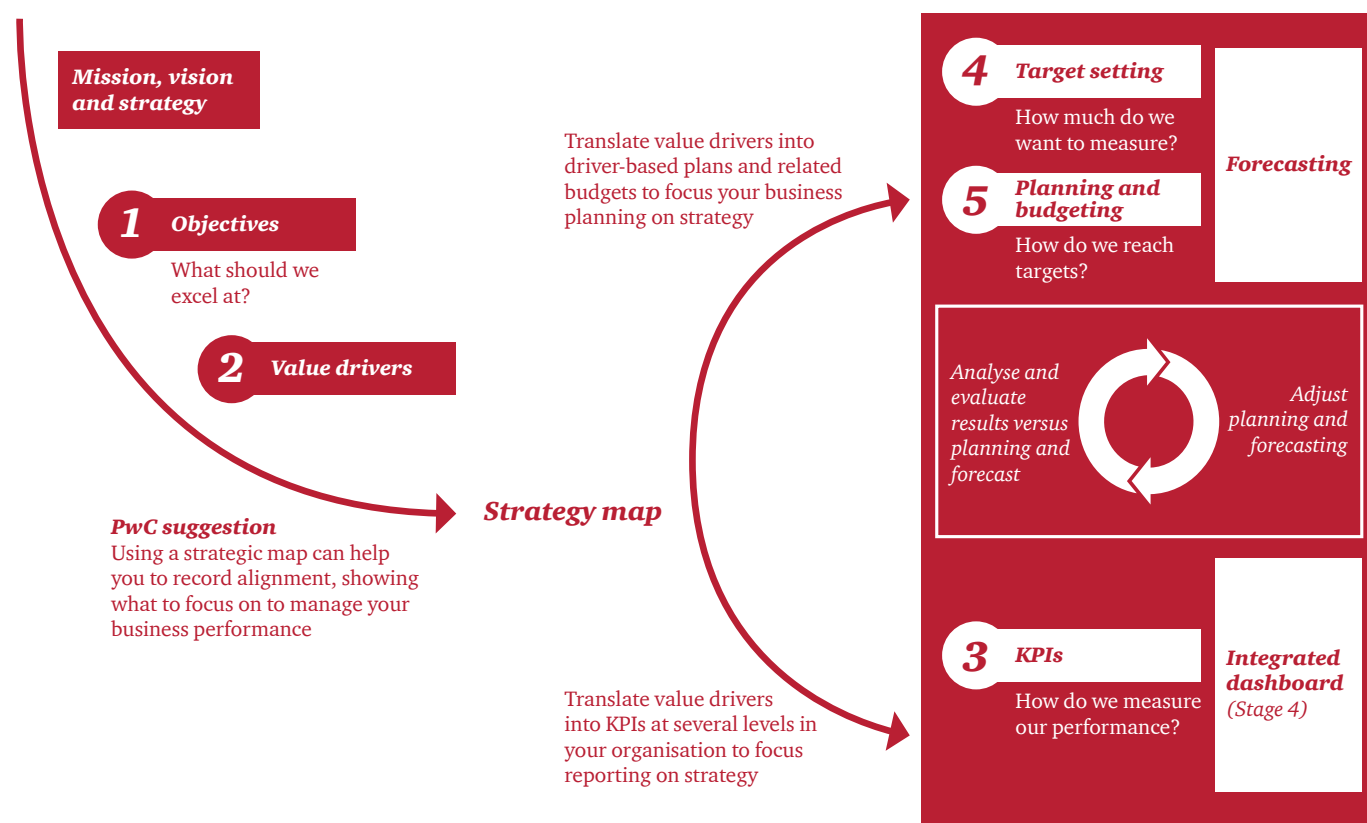 Mission, vision
and strategy
1 Objectives
What should we
excel at?
2 Value drivers
PwC suggestion
Using a strategic map can help
you to record alignment, showing
what to focus on to manage your
business performance
Strategy map
Translate value drivers into
driver-based plans and related
budgets to focus your business
planning on strategy
Translate value drivers
into KPIs at several levels in
your organisation to focus
reporting on strategy
4 Target setting
How much do we
want to measure?
5 Planning and
budgeting
How do we reach
targets?
Forecasting
Analyse and
evaluate
results versus
planning and
forecast
Adjust
planning and
forecasting
3 KPIs
How do we measure
our performance?
Integrated
dashboard
(Stage 4)